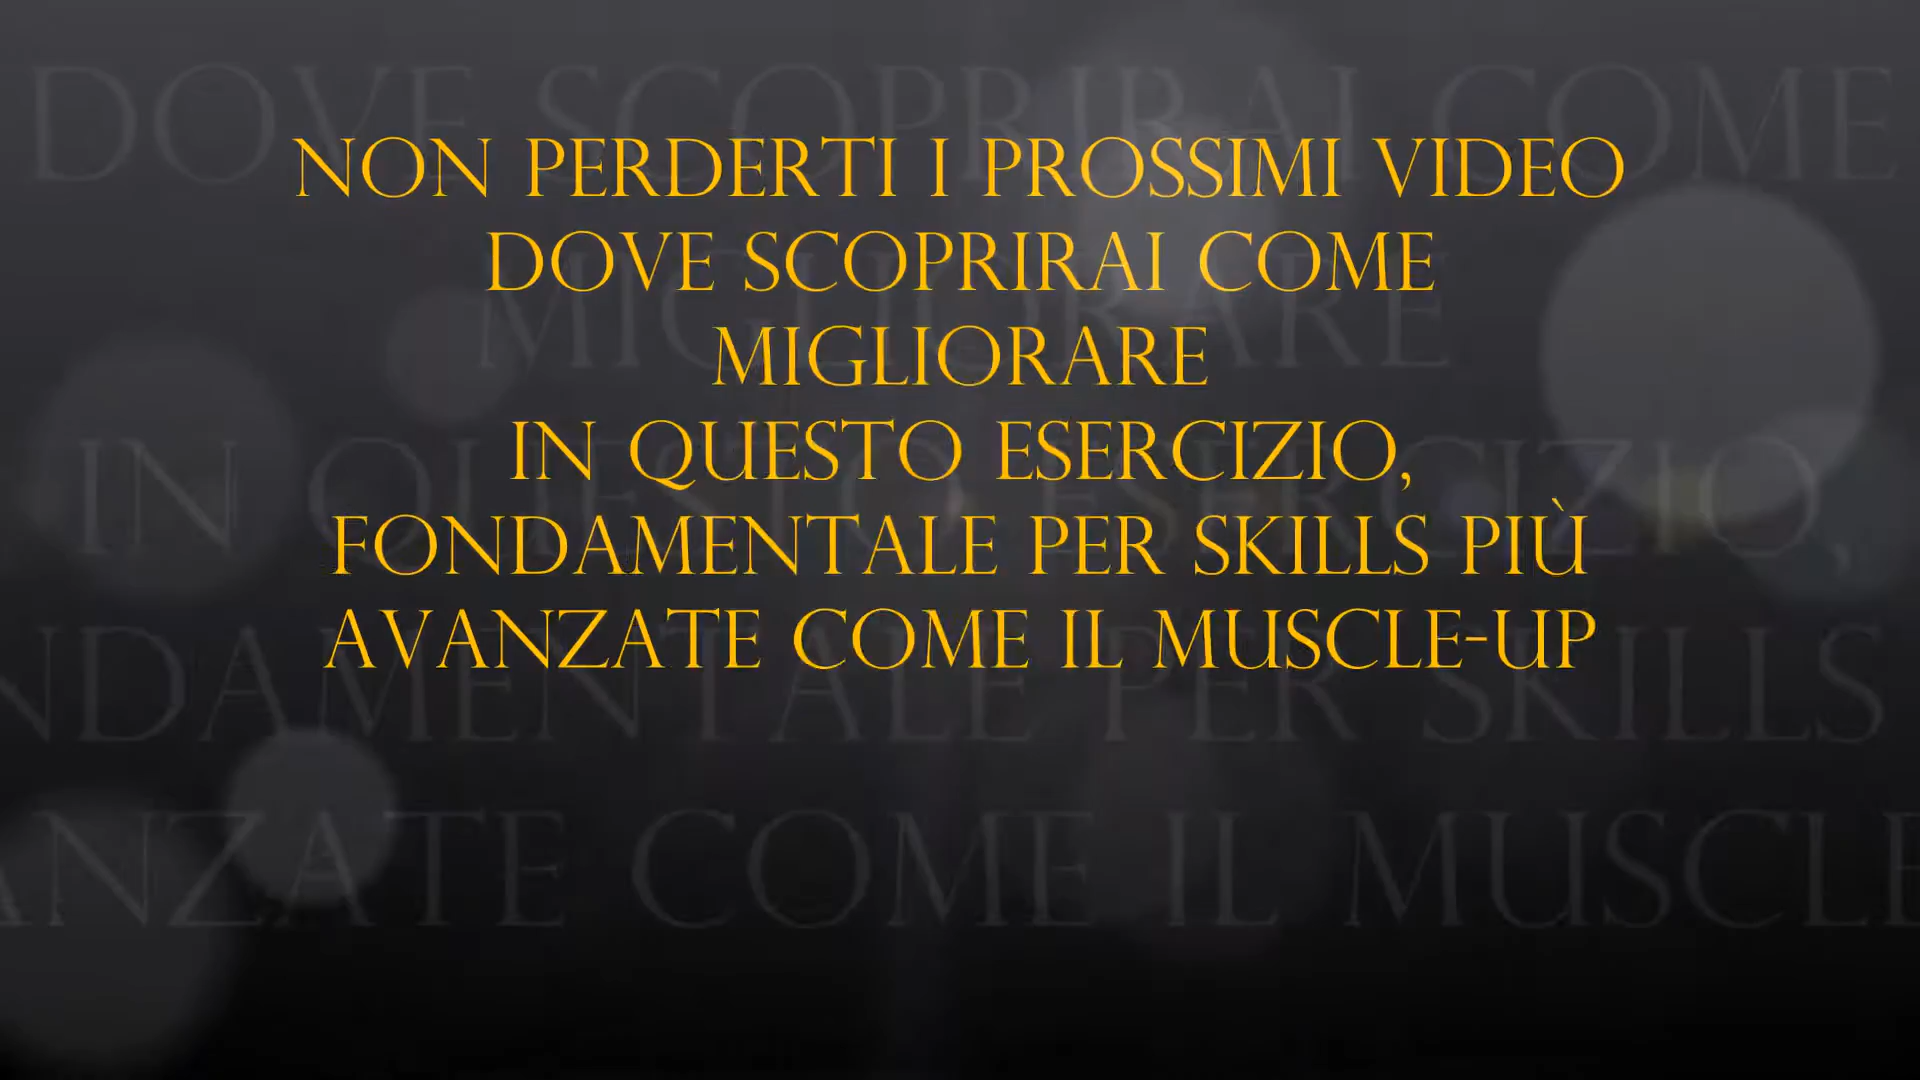 NON PERDERTI I PROSSIMI VIDEO
DOVE SCOPRIRAI COME
MIGLIORARE
IN QUESTO ESERCIZIO,
FONDAMENTALE PER SKILLS PIÙ
AVANZATE COME IL MUSCLE-UP